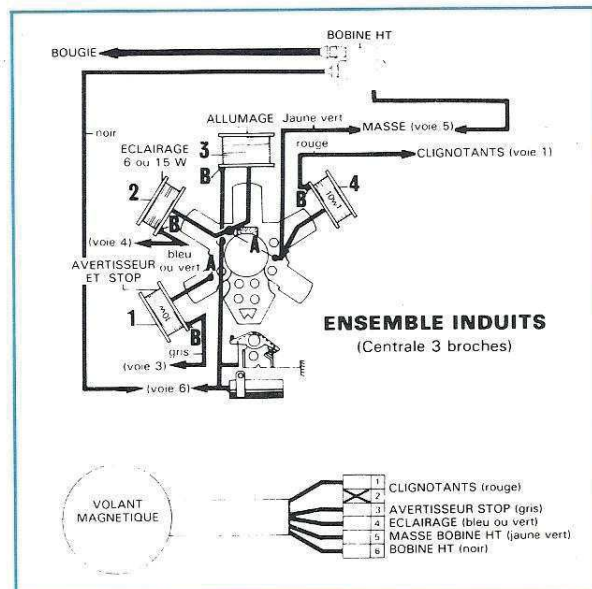 BOBINE HT
BOUGIE
ALLUMAGE
Jaune vert
MASSE (voie 5)
noir
rouge
ECLAIRAGE
6 ou 15 W
3
CLIGNOTANTS (voie 1)
B
2
B
4
10w1
B
(voie 4)
bleu
ou vert
A
A
AVERTISSEUR
ET STOP
10w
1
B
ENSEMBLE INDUITS
(Centrale 3 broches)
gris
(voie 3)
(voie 6)
VOLANT
MAGNETIQUE
1
2
3
4
5
6
CLIGNOTANTS (rouge)
AVERTISSEUR STOP (gris)
ECLAIRAGE (bleu ou vert)
MASSE BOBINE HT (jaune vert)
BOBINE HT (noir)